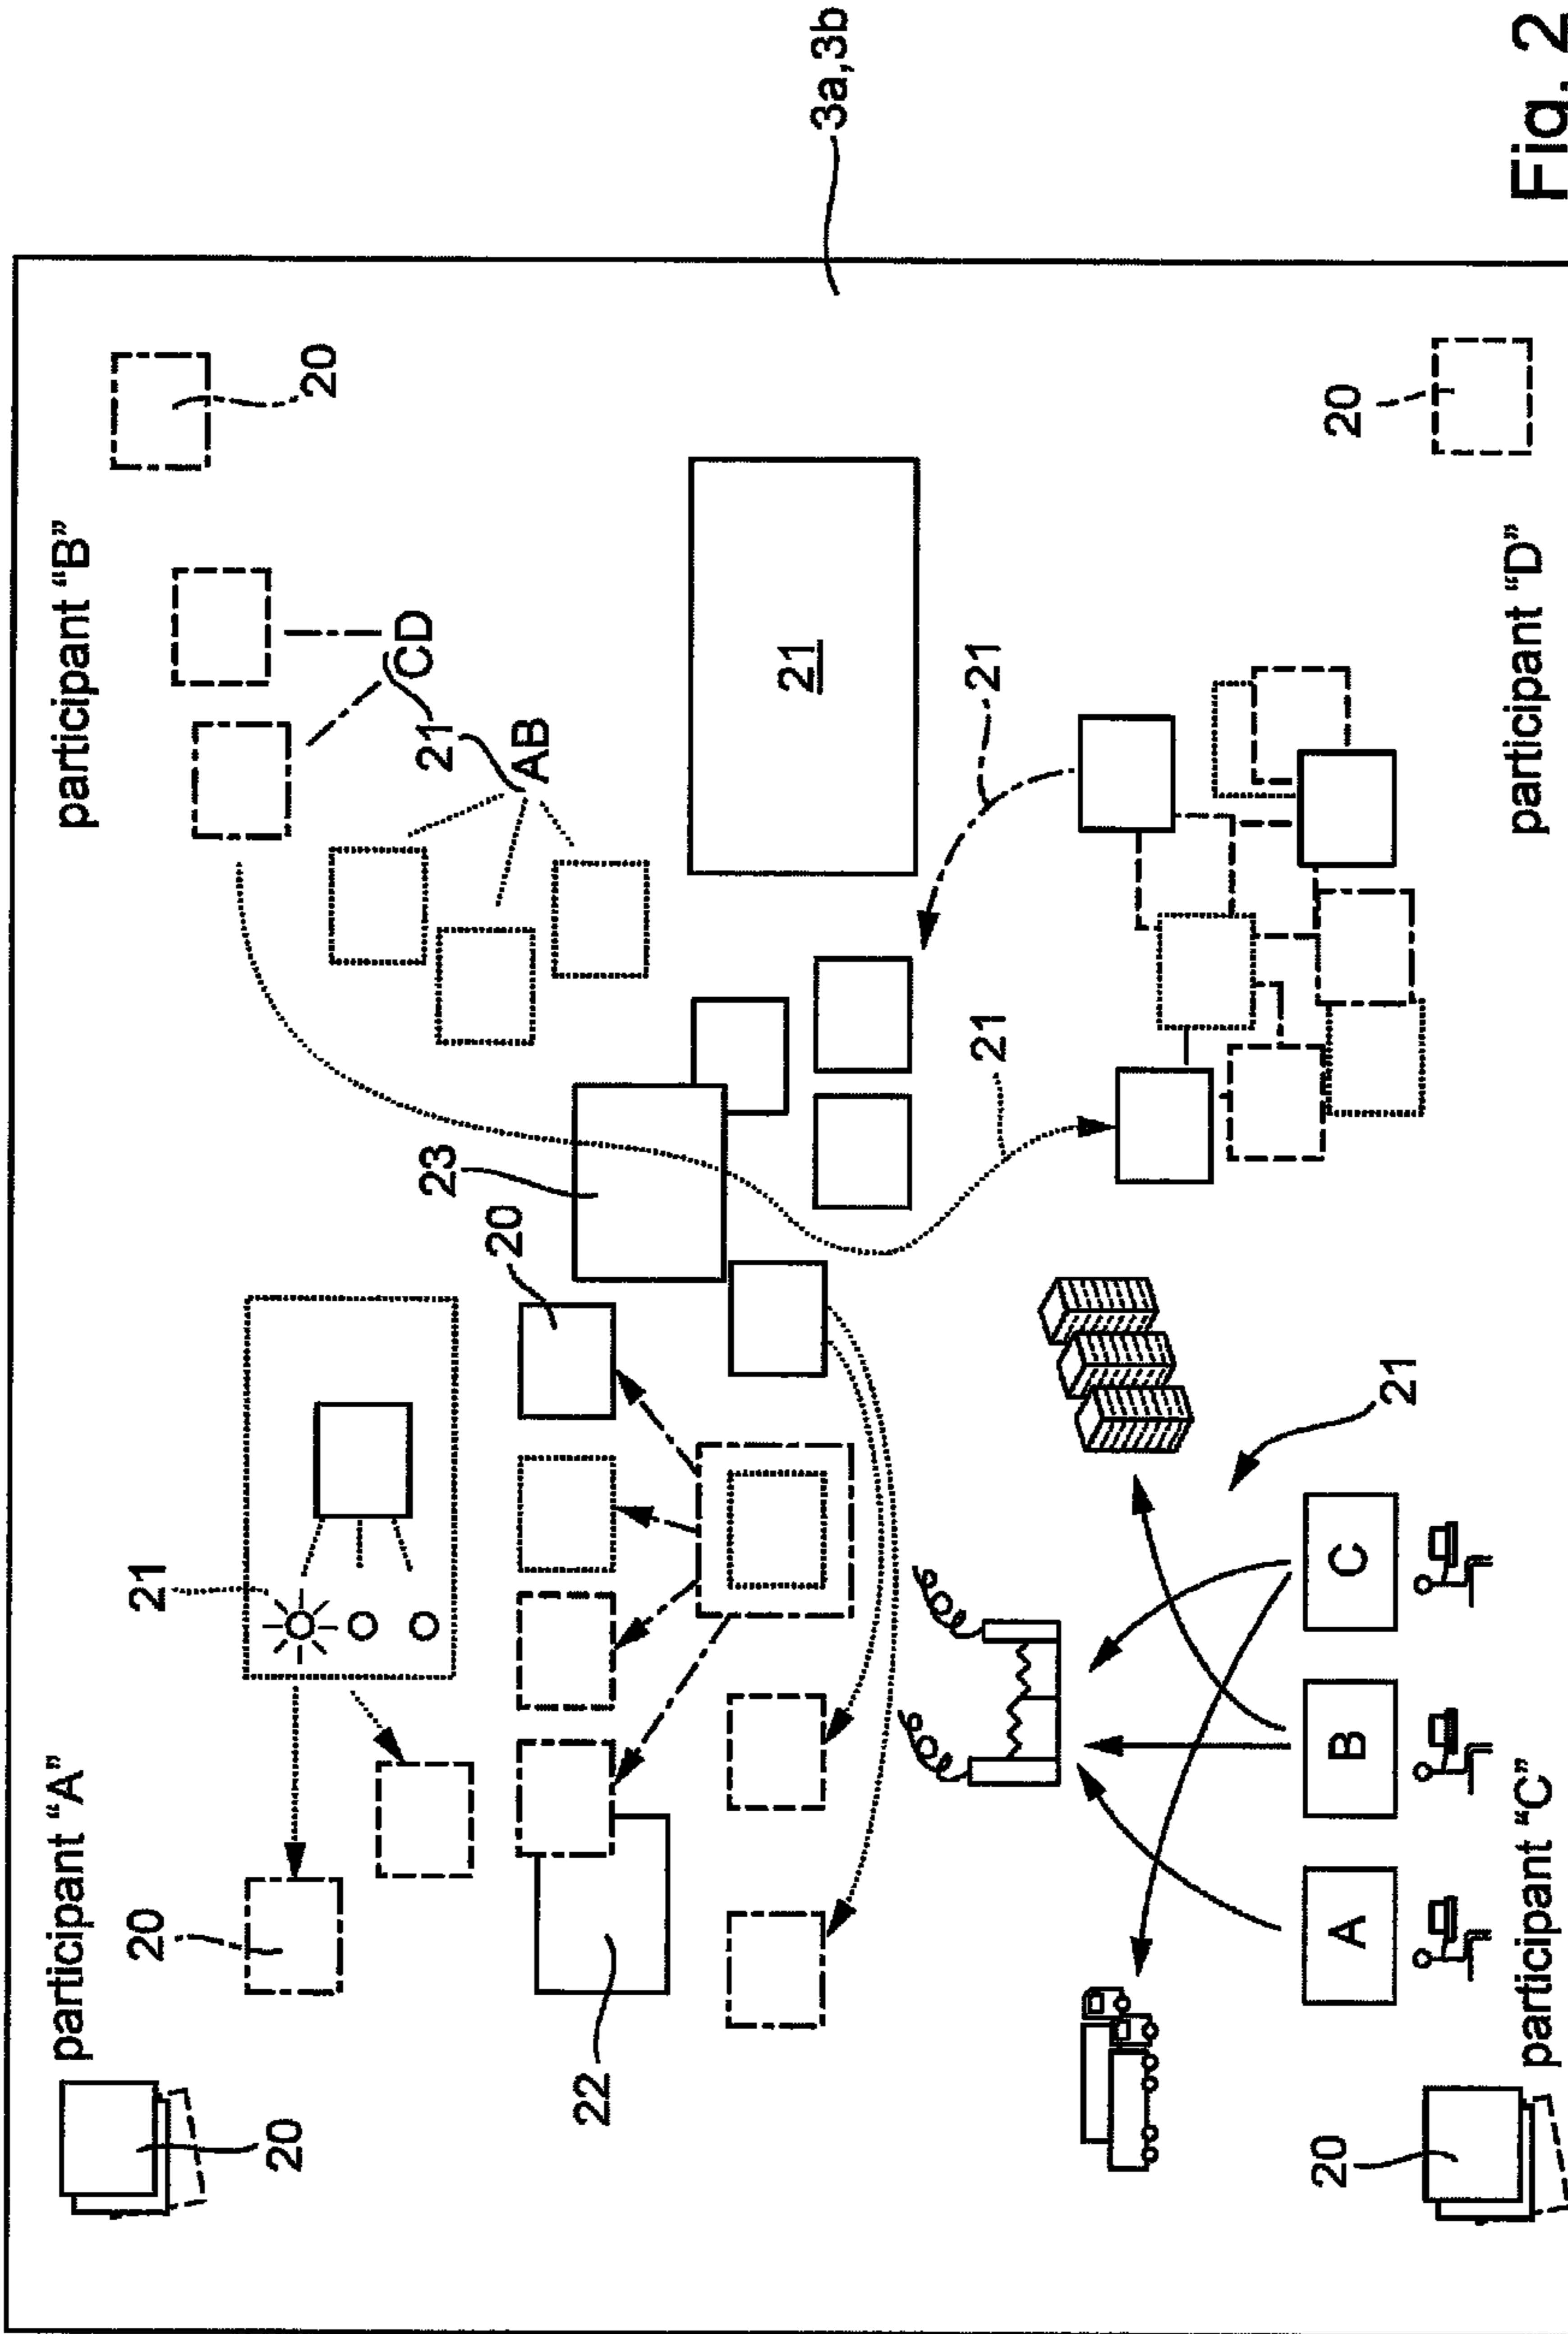 participant "A"
participant "B"
20
21
20
20
CD
21
23
20
AB
22
21
3a,3b
21
21
20
A
B
C
21
20
participant "C"
participant "D"
Fig. 2